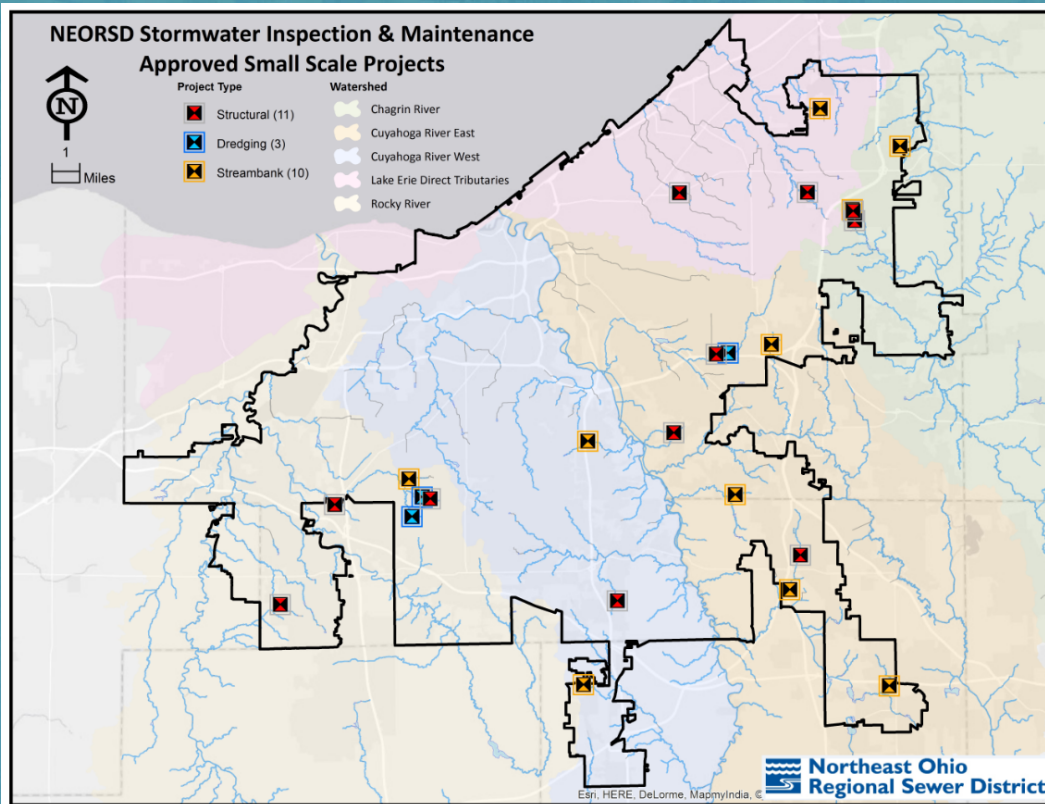 NEORSD Stormwater Inspection & Maintenance
Approved Small Scale Projects
N
1
Miles
Project Type
Structural (11)
Dredging (3)
Streambank (10)
Watershed
Chagrin River
Cuyahoga River East
Cuyahoga River West
Lake Erie Direct Tributaries
Rocky River
Esri, HERE, DeLorme, MapmyIndia, ©
Northeast Ohio
Regional Sewer District